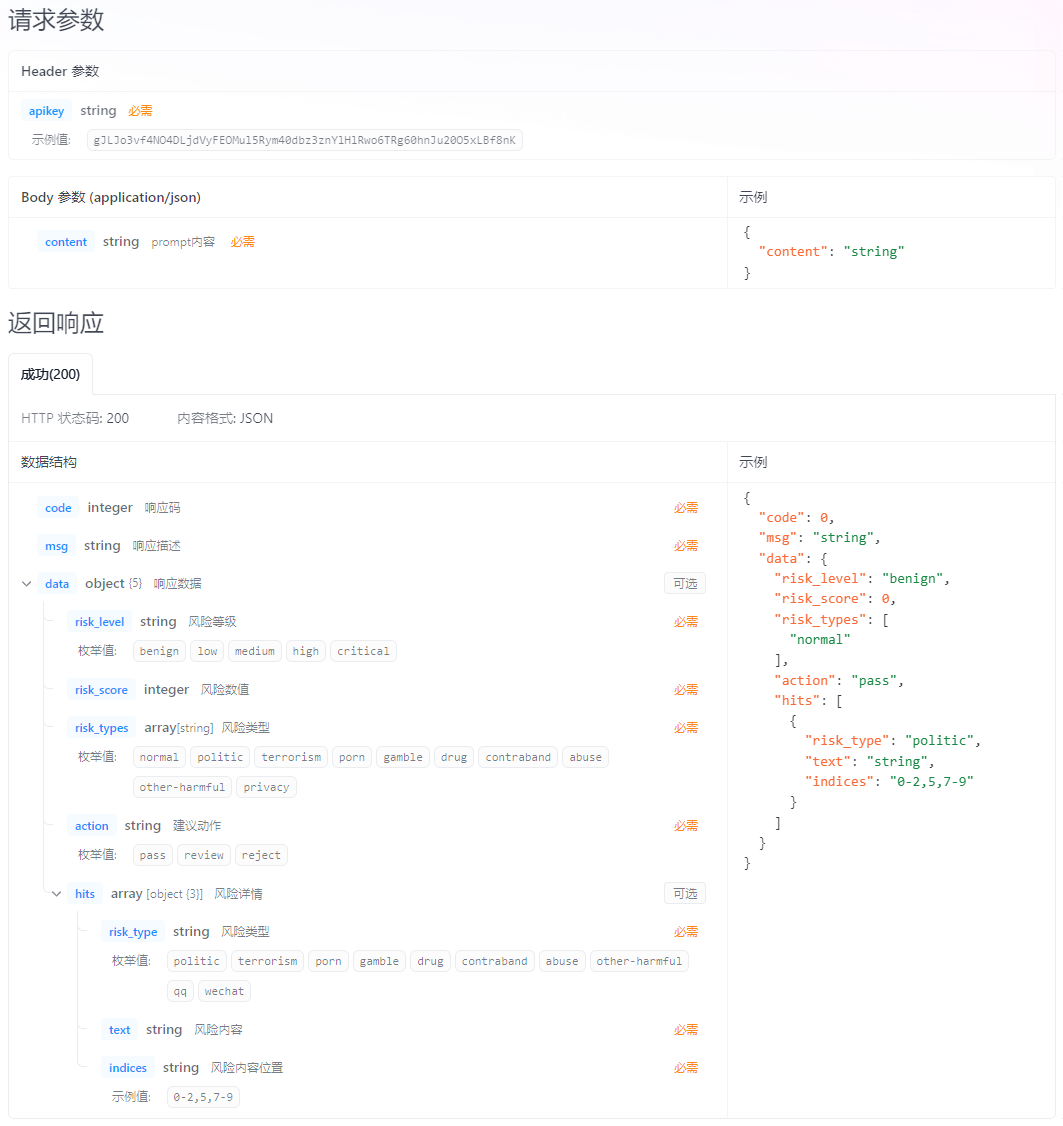 请求参数
Header 参数
apikey string 必需
示例值: gJLJo3vf4NO4DLjdVyFEOMul5Rym40dbz3znYlHlRwo6TRg60hnJu20O5xLBf8nK
Body 参数 (application/json)
示例
content string prompt内容 必需
{
"content": "string"
}
返回响应
成功(200)
HTTP 状态码: 200 内容格式: JSON
数据结构
示例
code integer 响应码 必需
msg string 响应描述 必需
data object {5} 响应数据 可选
risk_level string 风险等级 必需
枚举值: benign low medium high critical
risk_score integer 风险数值 必需
risk_types array[string] 风险类型 必需
枚举值: normal politic terrorism porn gamble drug contraband abuse
other-harmful privacy
action string 建议动作 必需
枚举值: pass review reject
hits array [object {3}] 风险详情 可选
risk_type string 风险类型 必需
枚举值: politic terrorism porn gamble drug contraband abuse other-harmful
qq wechat
text string 风险内容 必需
indices string 风险内容位置 必需
示例值: 0-2,5,7-9
{
"code": 0,
"msg": "string",
"data": {
"risk_level": "benign",
"risk_score": 0,
"risk_types": [
"normal"
],
"action": "pass",
"hits": [
{
"risk_type": "politic",
"text": "string",
"indices": "0-2,5,7-9"
}
]
}
}